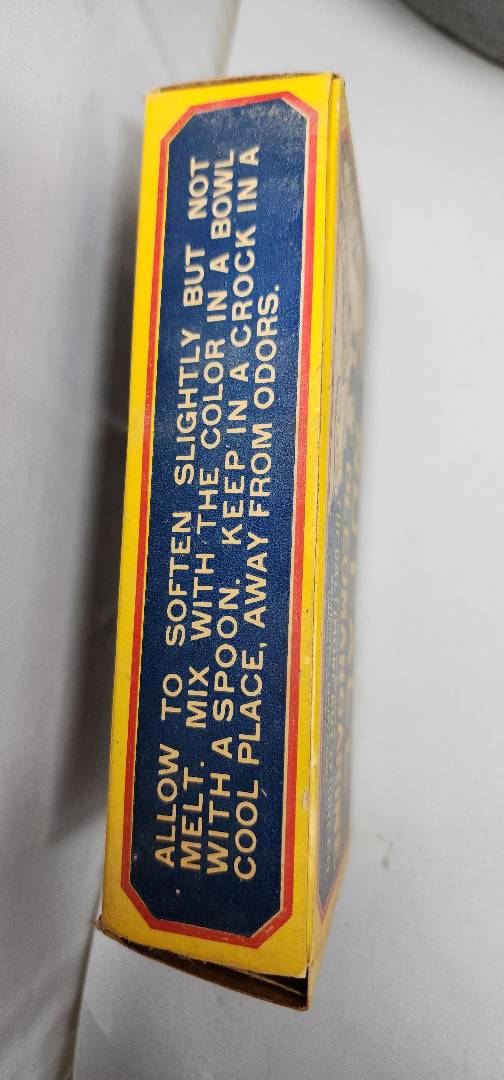 ALLOW TO SOFTEN SLIGHTLY BUT NOT
MELT. MIX WITH THE COLOR IN A BOWL
WITH A SPOON. KEEP IN A CROCK IN A
COOL PLACE, AWAY FROM ODORS.
OLEOMARGARINE